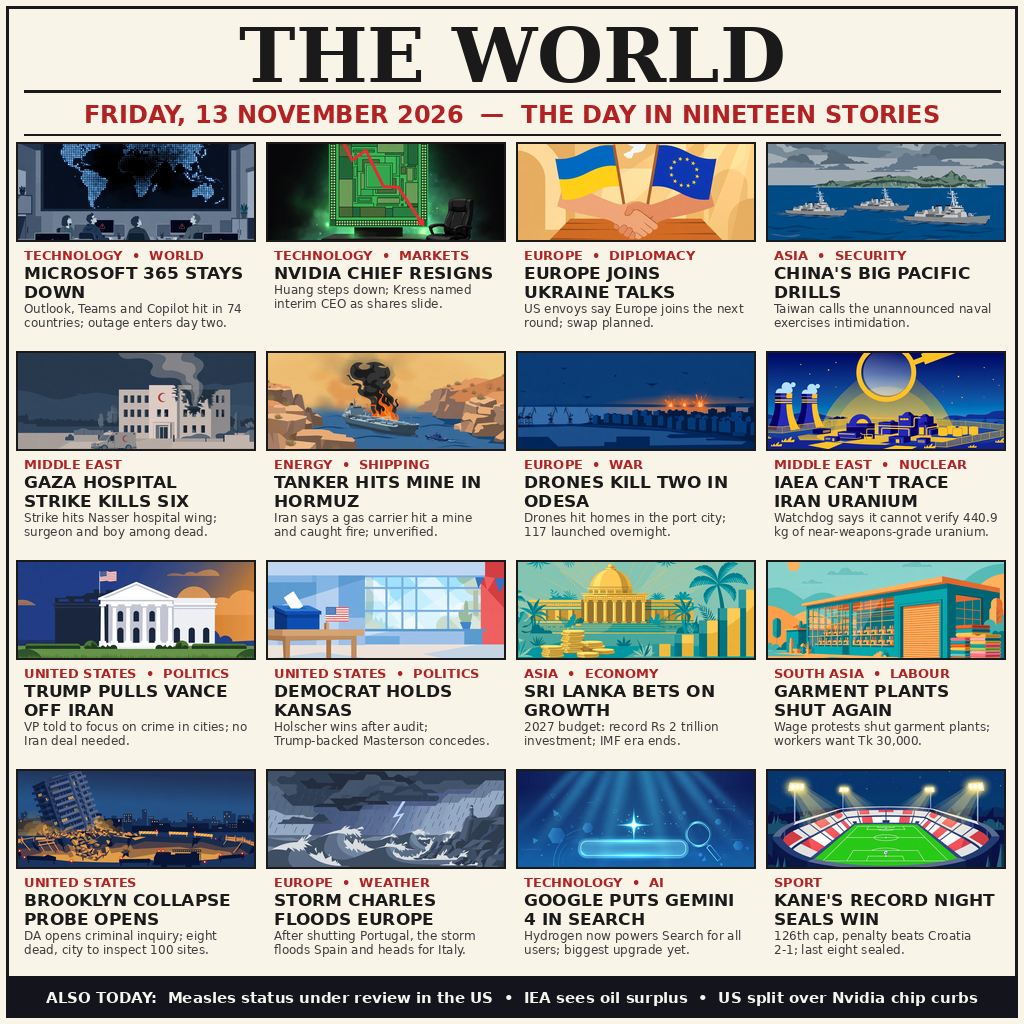 THE WORLD
FRIDAY, 13 NOVEMBER 2026 — THE DAY IN NINETEEN STORIES
TECHNOLOGY • WORLD
MICROSOFT 365 STAYS
DOWN
Outlook, Teams and Copilot hit in 74
countries; outage enters day two.
TECHNOLOGY • MARKETS
NVIDIA CHIEF RESIGNS
Huang steps down; Kress named
interim CEO as shares slide.
EUROPE • DIPLOMACY
EUROPE JOINS
UKRAINE TALKS
US envoys say Europe joins the next
round; swap planned.
ASIA • SECURITY
CHINA'S BIG PACIFIC
DRILLS
Taiwan calls the unannounced naval
exercises intimidation.
MIDDLE EAST
GAZA HOSPITAL
STRIKE KILLS SIX
Strike hits Nasser hospital wing;
surgeon and boy among dead.
ENERGY • SHIPPING
TANKER HITS MINE IN
HORMUZ
Iran says a gas carrier hit a mine
and caught fire; unverified.
EUROPE • WAR
DRONES KILL TWO IN
ODESA
Drones hit homes in the port city;
117 launched overnight.
MIDDLE EAST • NUCLEAR
IAEA CAN'T TRACE
IRAN URANIUM
Watchdog says it cannot verify 440.9
kg of near-weapons-grade uranium.
UNITED STATES • POLITICS
TRUMP PULLS VANCE
OFF IRAN
VP told to focus on crime in cities; no
Iran deal needed.
UNITED STATES • POLITICS
DEMOCRAT HOLDS
KANSAS
Holscher wins after audit;
Trump-backed Masterson concedes.
ASIA • ECONOMY
SRI LANKA BETS ON
GROWTH
2027 budget: record Rs 2 trillion
investment; IMF era ends.
SOUTH ASIA • LABOUR
GARMENT PLANTS
SHUT AGAIN
Wage protests shut garment plants;
workers want Tk 30,000.
UNITED STATES
BROOKLYN COLLAPSE
PROBE OPENS
DA opens criminal inquiry; eight
dead, city to inspect 100 sites.
EUROPE • WEATHER
STORM CHARLES
FLOODS EUROPE
After shutting Portugal, the storm
floods Spain and heads for Italy.
TECHNOLOGY • AI
GOOGLE PUTS GEMINI
4 IN SEARCH
Hydrogen now powers Search for all
users; biggest upgrade yet.
SPORT
KANE'S RECORD NIGHT
SEALS WIN
126th cap, penalty beats Croatia
2-1; last eight sealed.
ALSO TODAY: Measles status under review in the US • IEA sees oil surplus • US split over Nvidia chip curbs